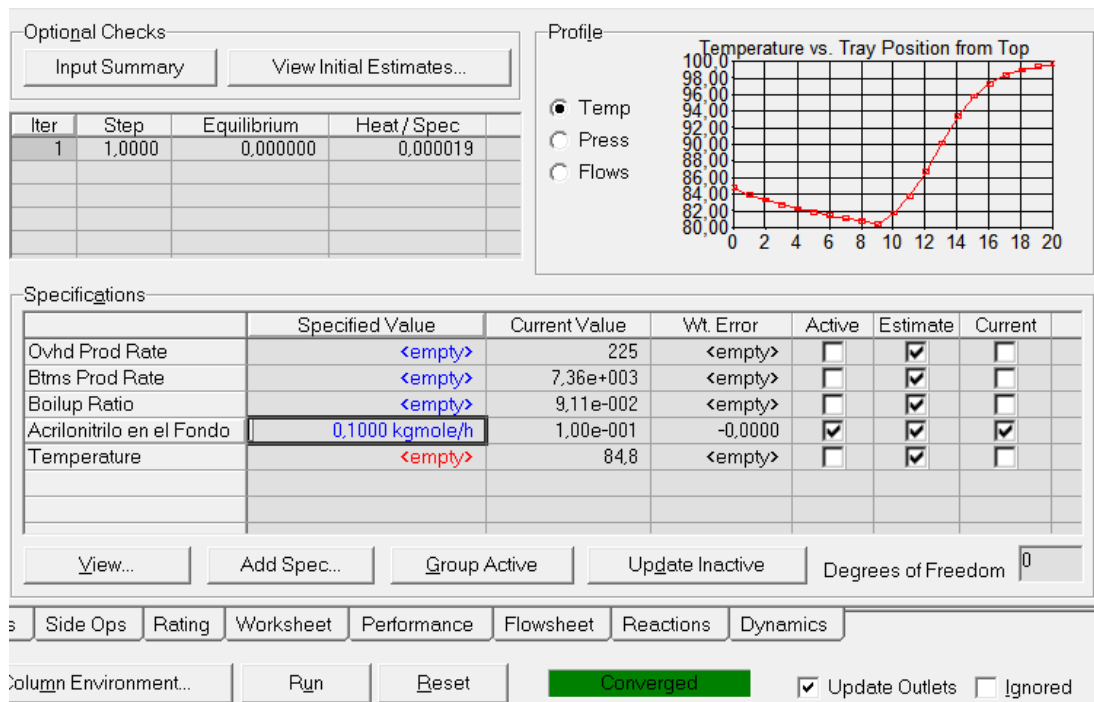 Optional Checks
Input Summary
View Initial Estimates...
Iter Step Equilibrium Heat / Spec
1 1,0000 0,000000 0,000019
Profile
Temp
Press
Flows
Temperature vs. Tray Position from Top
100,0
98,00
96,00
94,00
92,00
90,00
88,00
86,00
84,00
82,00
80,00
0 2 4 6 8 10 12 14 16 18 20
Specifications
Specified Value Current Value Wt. Error Active Estimate Current
Ovhd Prod Rate <empty> 225 <empty>
Btms Prod Rate <empty> 7,36e+003 <empty>
Boilup Ratio <empty> 9,11e-002 <empty>
Acrilonitrilo en el Fondo 0,1000 kgmole/h 1,00e-001 -0,0000
Temperature <empty> 84,8 <empty>
View... Add Spec... Group Active Update Inactive Degrees of Freedom 0
s Side Ops Rating Worksheet Performance Flowsheet Reactions Dynamics
Column Environment... Run Reset Converged Update Outlets Ignored